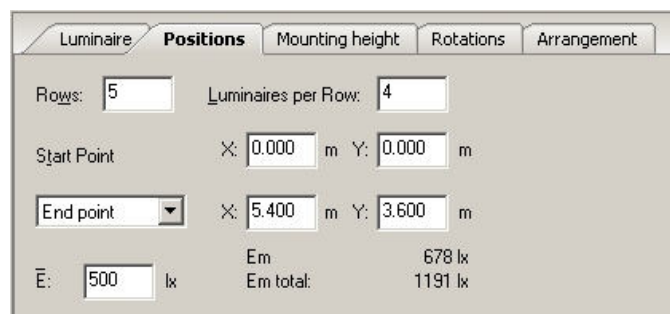 Luminaire Positions Mounting height Rotations Arrangement
Rows: 5 Luminaires per Row: 4
Start Point X: 0.000 m Y: 0.000 m
End point X: 5.400 m Y: 3.600 m
Em 678 lx
E: 500 lx Em total: 1191 lx